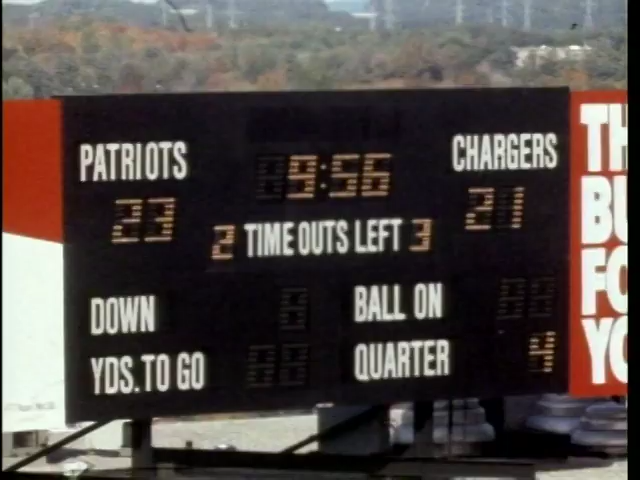 PATRIOTS 9:56 CHARGERS
23 21
2 TIME OUTS LEFT 3
DOWN BALL ON
YDS. TO GO QUARTER 4
TH
BU
FO
YO